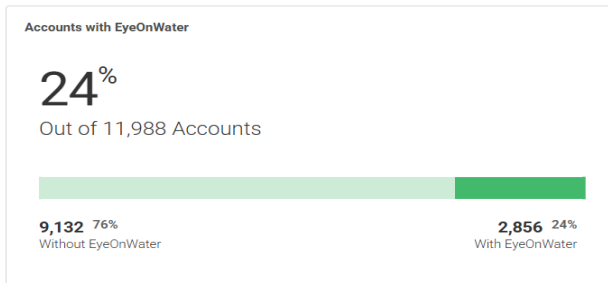 Accounts with EyeOnWater
24%
Out of 11,988 Accounts
9,132 76% 2,856 24%
Without EyeOnWater With EyeOnWater